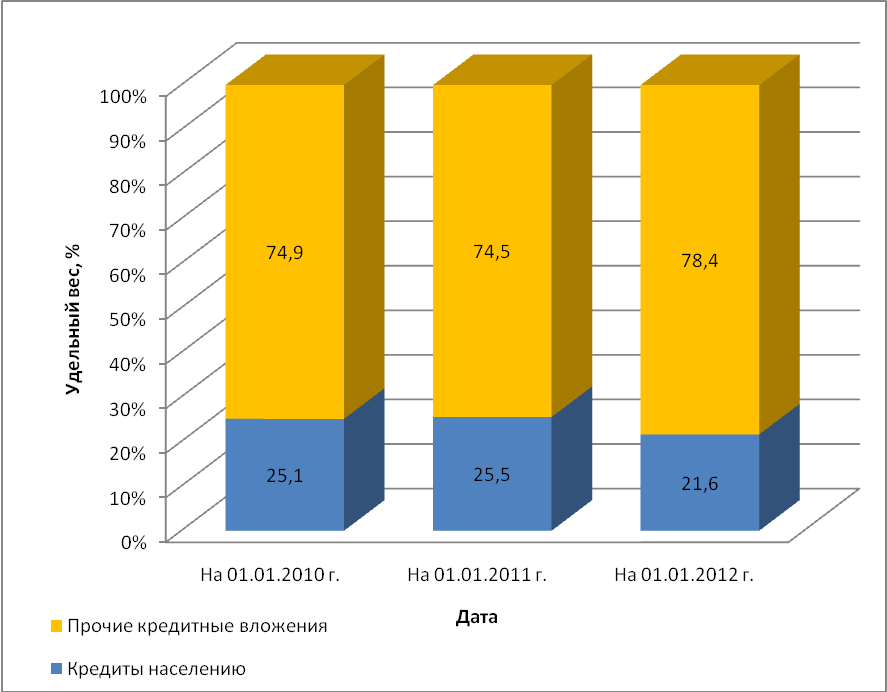 100%
90%
80%
70%
60%
50%
40%
30%
20%
10%
0%
Удельный вес, %
74,9
74,5
78,4
25,1
25,5
21,6
На 01.01.2010 г.
На 01.01.2011 г.
На 01.01.2012 г.
Дата
Прочие кредитные вложения
Кредиты населению